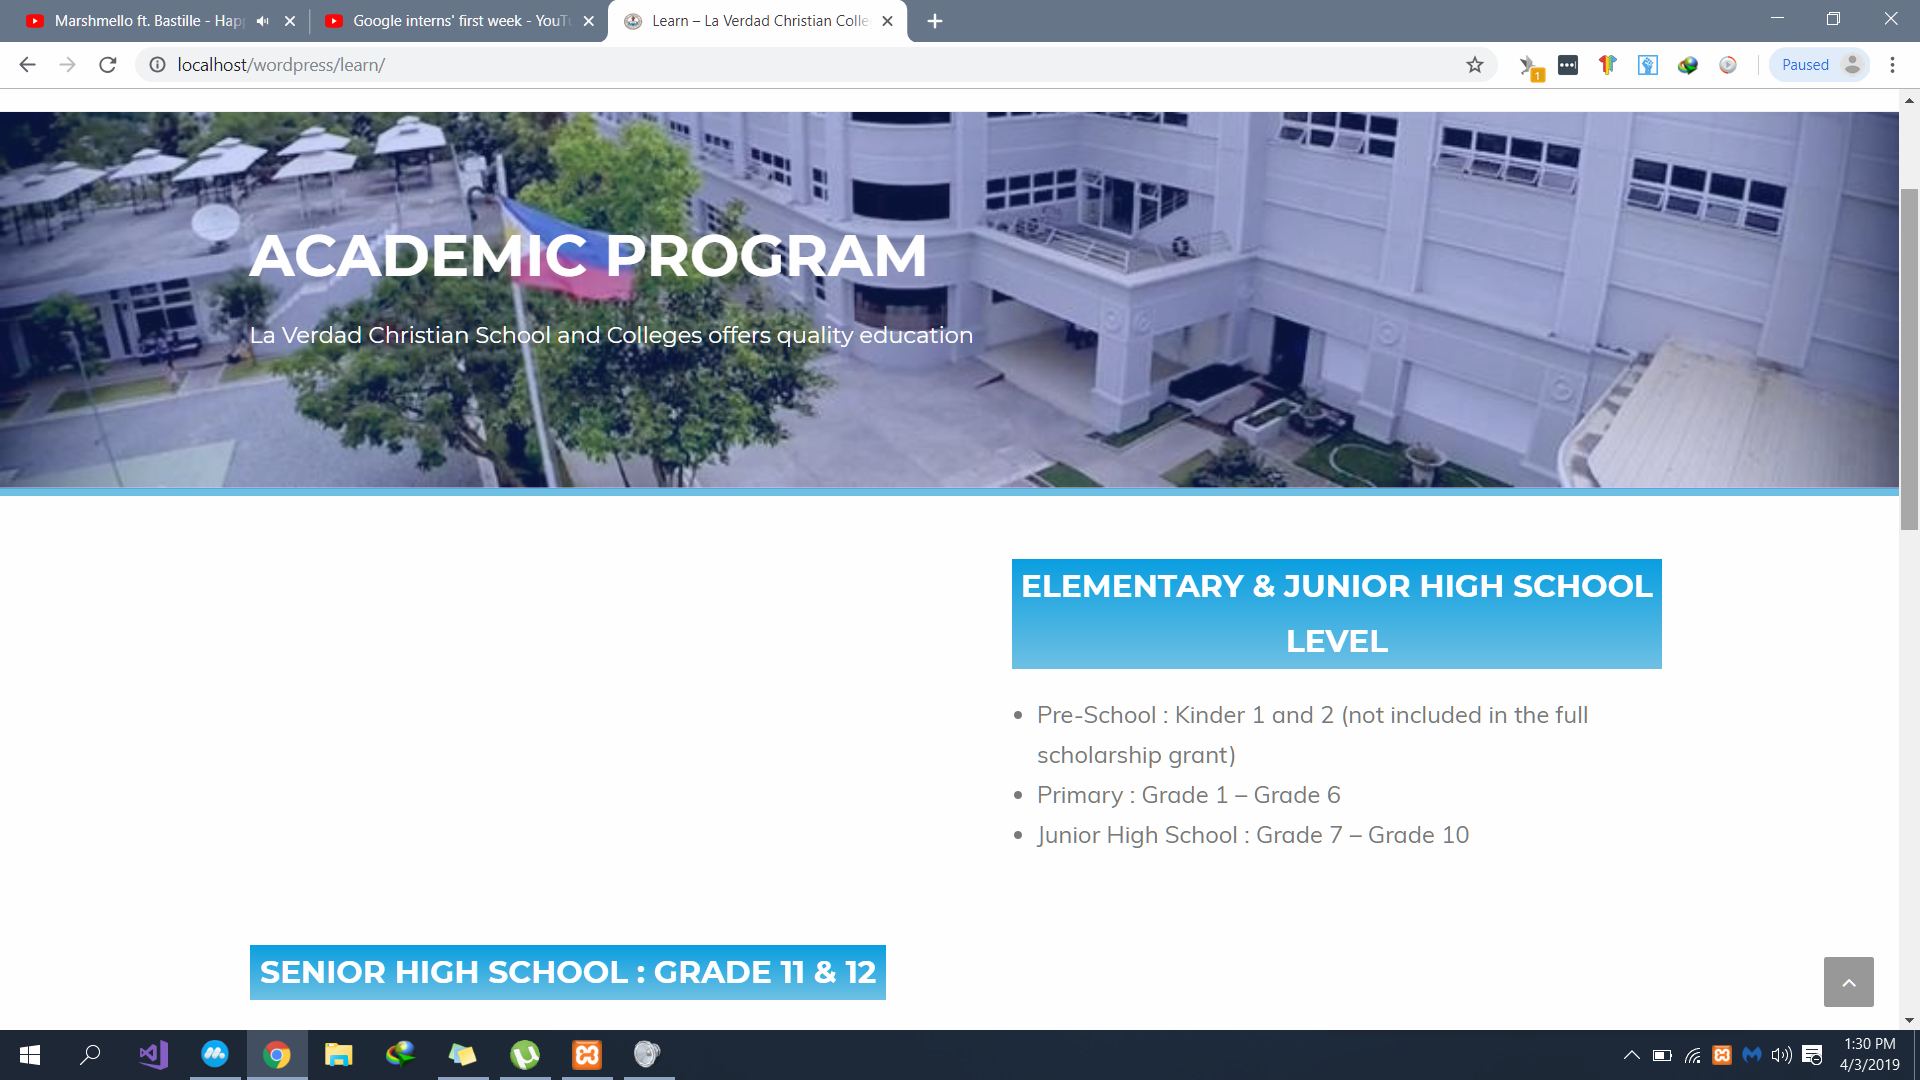 Marshmello ft. Bastille - Hap
Google interns' first week - YouTu
Learn – La Verdad Christian Colle
localhost/wordpress/learn/
1
Paused
ACADEMIC PROGRAM
La Verdad Christian School and Colleges offers quality education
ELEMENTARY & JUNIOR HIGH SCHOOL
LEVEL
• Pre-School : Kinder 1 and 2 (not included in the full
scholarship grant)
• Primary : Grade 1 – Grade 6
• Junior High School : Grade 7 – Grade 10
SENIOR HIGH SCHOOL : GRADE 11 & 12
1:30 PM
4/3/2019